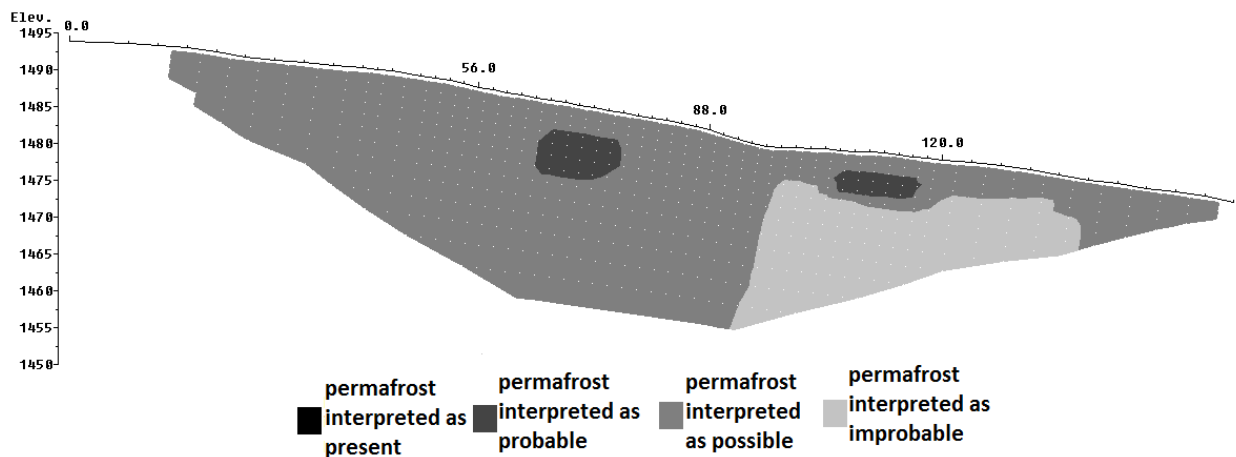 Elev.
0.0
1495
1490
56.0
1485
88.0
1480
120.0
1475
1470
1465
1460
1455
1450
permafrost
interpreted as
present
permafrost
interpreted as
probable
permafrost
interpreted
as possible
permafrost
interpreted as
improbable